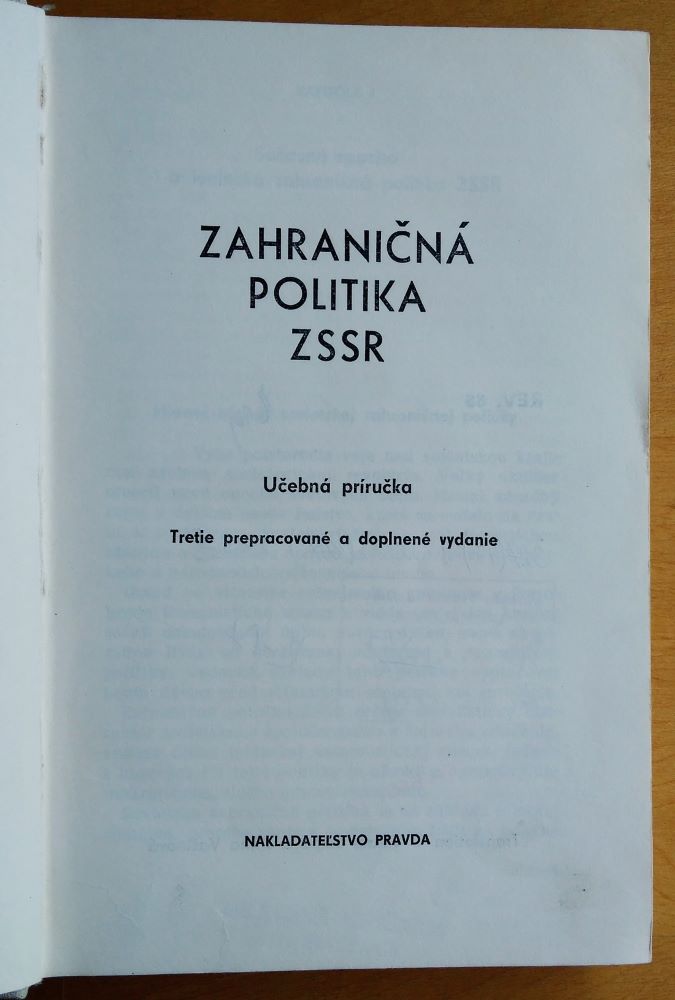 ZAHRANIČNÁ
POLITIKA
ZSSR
Učebná príručka
Tretie prepracované a doplnené vydanie
NAKLADATEĽSTVO PRAVDA